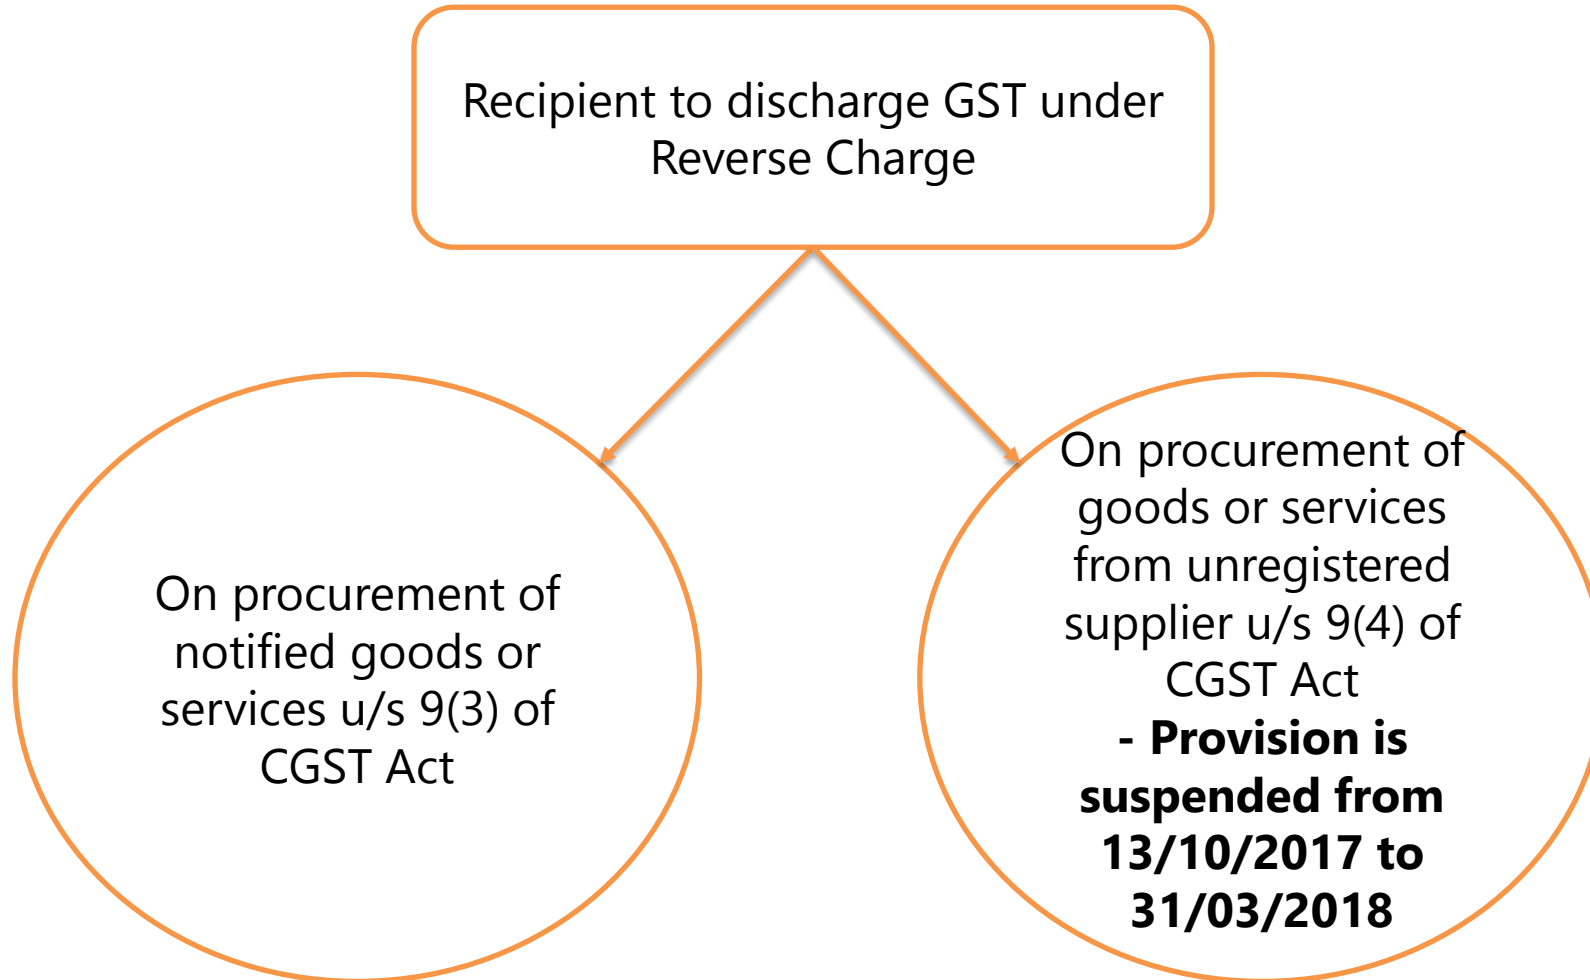 Recipient to discharge GST under
Reverse Charge
On procurement of
notified goods or
services u/s 9(3) of
CGST Act
On procurement of
goods or services
from unregistered
supplier u/s 9(4) of
CGST Act
- Provision is
suspended from
13/10/2017 to
31/03/2018